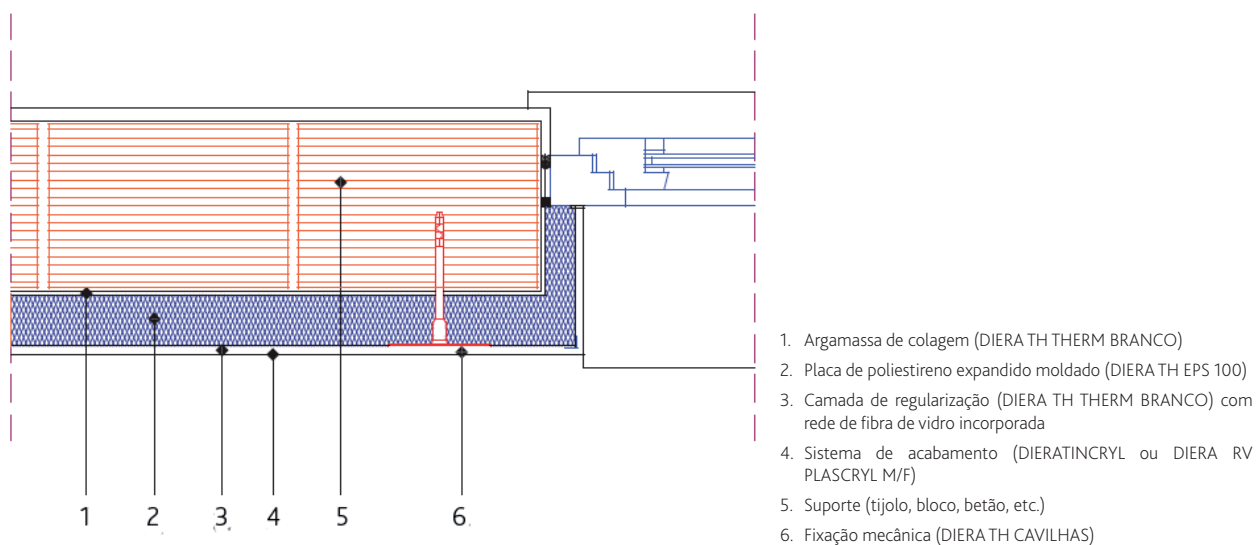 1 2 3 4 5 6
1. Argamassa de colagem (DIERA TH THERM BRANCO)
2. Placa de poliestireno expandido moldado (DIERA TH EPS 100)
3. Camada de regularização (DIERA TH THERM BRANCO) com
rede de fibra de vidro incorporada
4. Sistema de acabamento (DIERATINCRYL ou DIERA RV
PLASCRYL M/F)
5. Suporte (tijolo, bloco, betão, etc.)
6. Fixação mecânica (DIERA TH CAVILHAS)